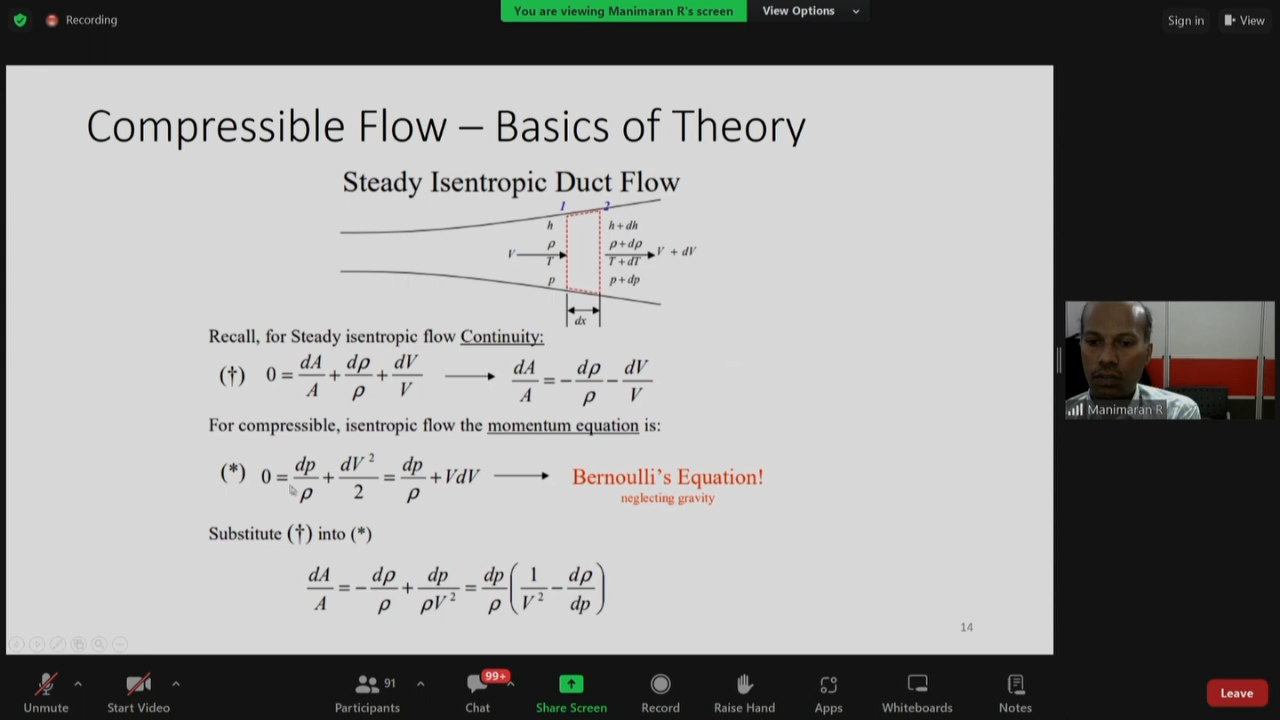 Recording
You are viewing Manimaran R's screen
View Options
Sign in
View
Compressible Flow – Basics of Theory
Steady Isentropic Duct Flow
1 2
h h + dh
ρ ρ + dρ
V V + dV
T T + dT
p p + dp
dx
Recall, for Steady isentropic flow Continuity:
(†) 0 = dA/A + dρ/ρ + dV/V → dA/A = − dρ/ρ − dV/V
For compressible, isentropic flow the momentum equation is:
(*) 0 = dp/ρ + dV²/2 = dp/ρ + VdV → Bernoulli's Equation!
neglecting gravity
Substitute (†) into (*)
dA/A = − dρ/ρ + dp/ρV² = dp/ρ (1/V² − dρ/dp)
14
Manimaran R
Unmute
Start Video
91
Participants
99+
Chat
Share Screen
Record
Raise Hand
Apps
Whiteboards
Notes
Leave